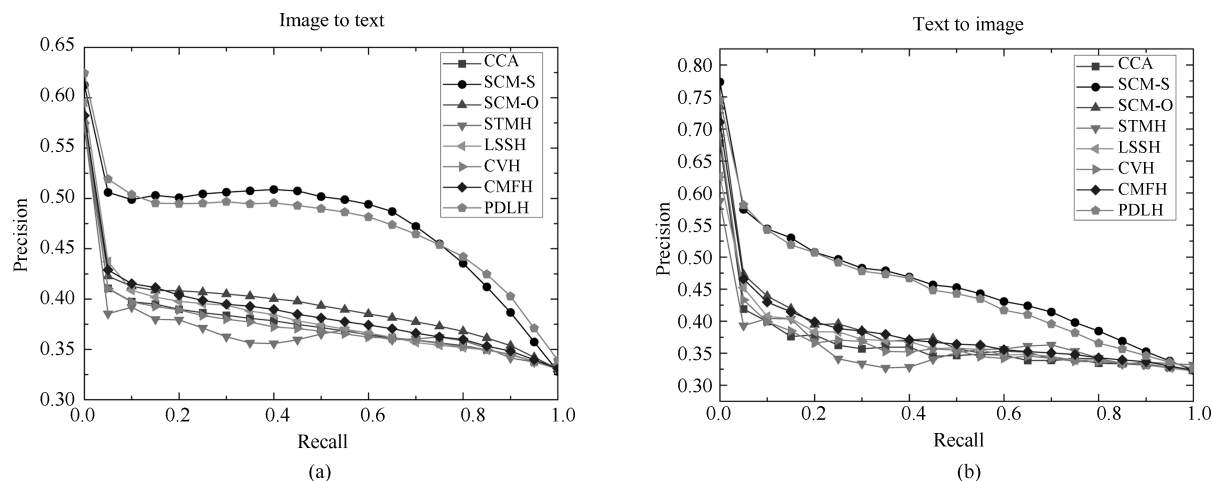 Image to text
0.65
0.60
0.55
0.50
0.45
0.40
0.35
0.30
Precision
0.0
0.2
0.4
0.6
0.8
1.0
Recall
CCA
SCM-S
SCM-O
STMH
LSSH
CVH
CMFH
PDLH
(a)
Text to image
0.80
0.75
0.70
0.65
0.60
0.55
0.50
0.45
0.40
0.35
0.30
Precision
0.0
0.2
0.4
0.6
0.8
1.0
Recall
CCA
SCM-S
SCM-O
STMH
LSSH
CVH
CMFH
PDLH
(b)